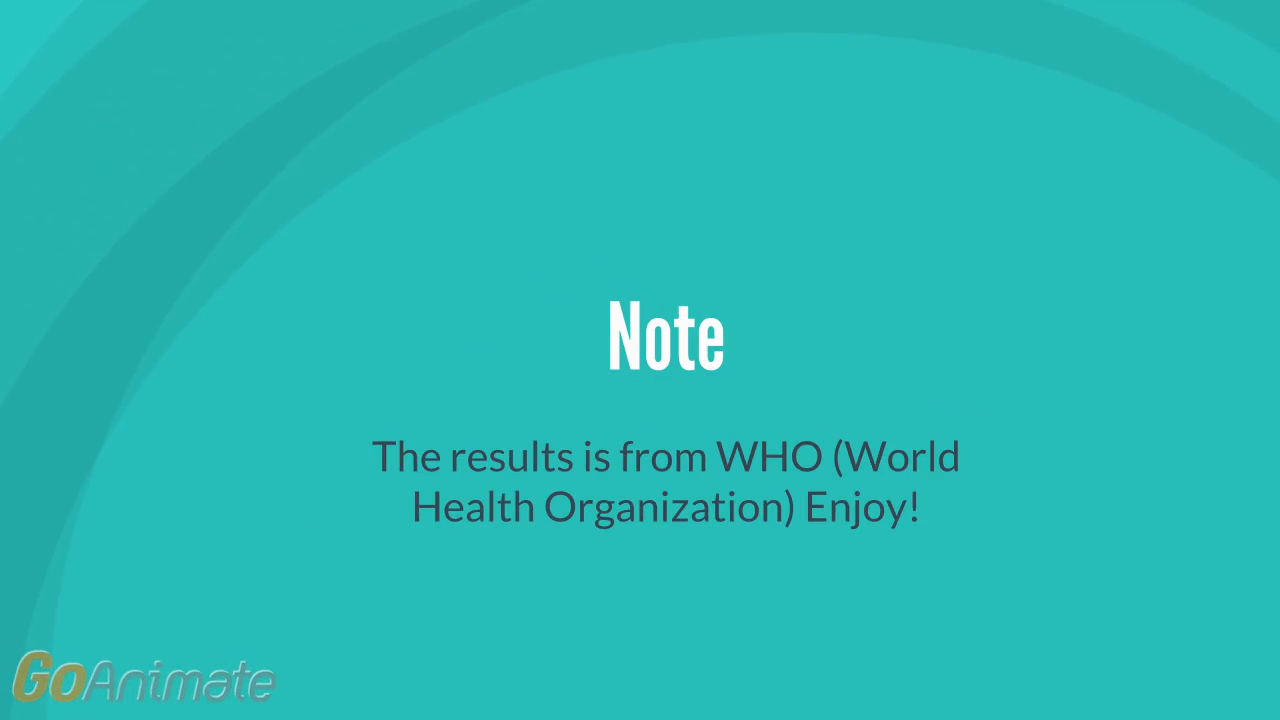 Note
The results is from WHO (World
Health Organization) Enjoy!
GoAnimate